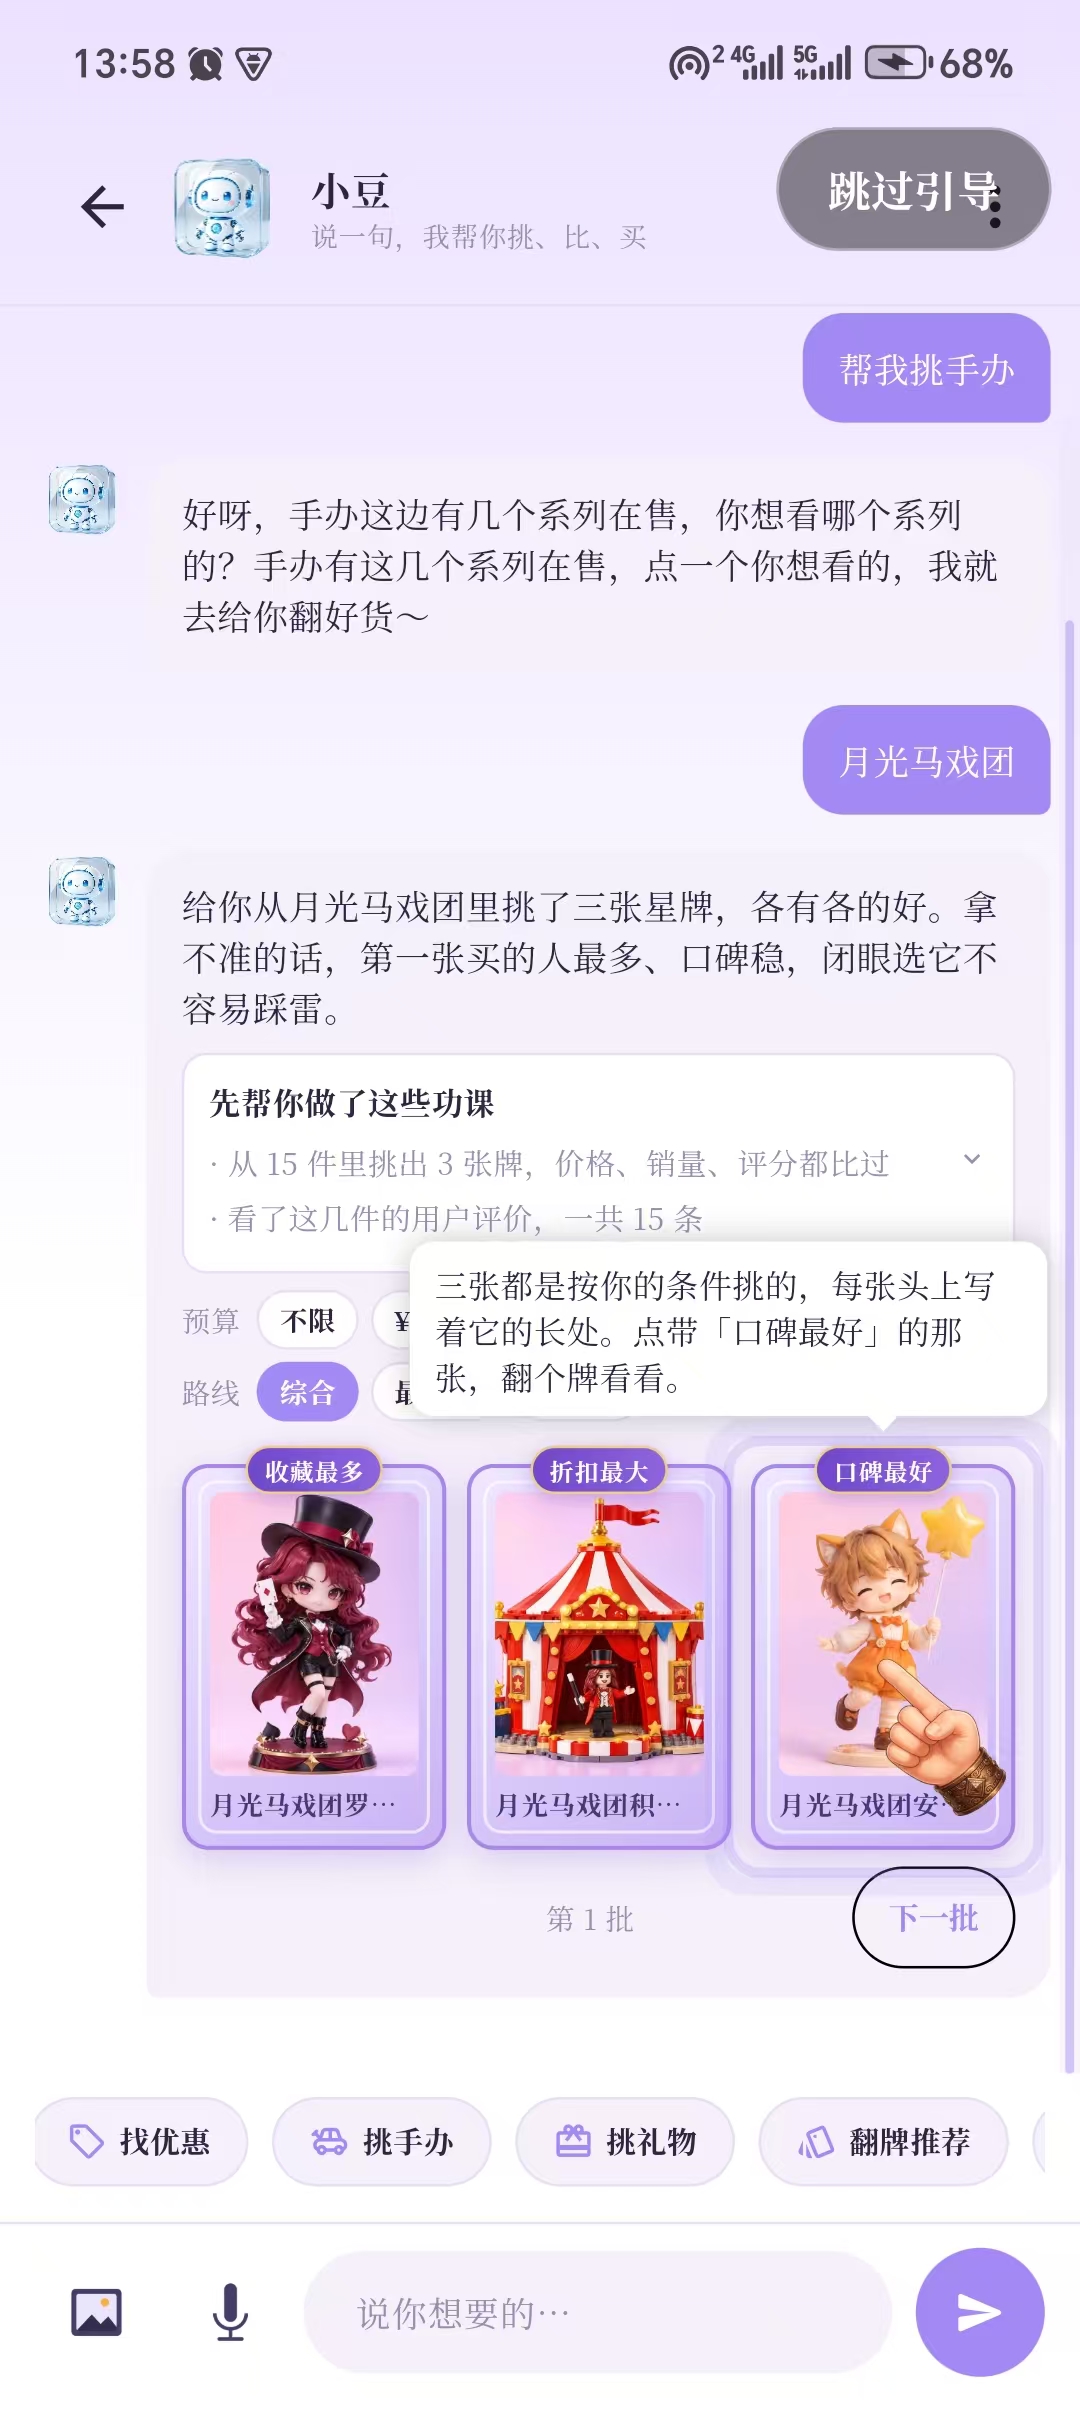 13:58
2 4G 5G 68%
小豆
说一句，我帮你挑、比、买
跳过引导
帮我挑手办
好呀，手办这边有几个系列在售，你想看哪个系列
的？手办有这几个系列在售，点一个你想看的，我就
去给你翻好货～
月光马戏团
给你从月光马戏团里挑了三张星牌，各有各的好。拿
不准的话，第一张买的人最多、口碑稳，闭眼选它不
容易踩雷。
先帮你做了这些功课
· 从 15 件里挑出 3 张牌，价格、销量、评分都比过
· 看了这几件的用户评价，一共 15 条
三张都是按你的条件挑的，每张头上写
着它的长处。点带「口碑最好」的那
张，翻个牌看看。
预算 不限 ¥
路线 综合
收藏最多 折扣最大 口碑最好
月光马戏团罗… 月光马戏团积… 月光马戏团安…
第 1 批 下一批
找优惠 挑手办 挑礼物 翻牌推荐
说你想要的…